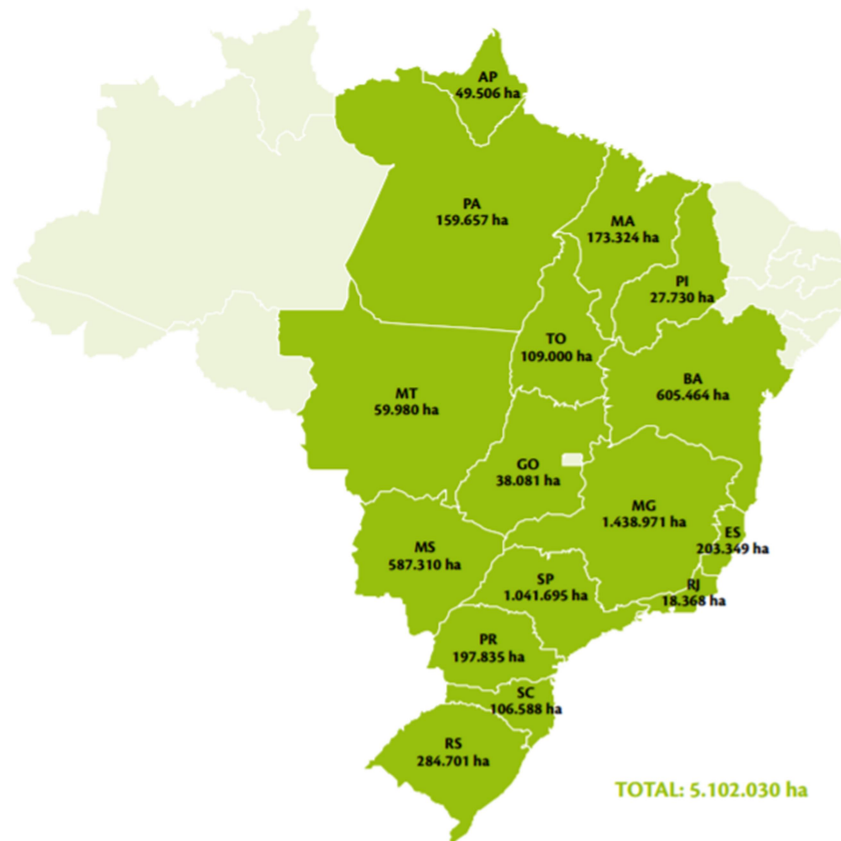 AP
49.506 ha
PA
159.657 ha
MA
173.324 ha
PI
27.730 ha
TO
109.000 ha
BA
605.464 ha
MT
59.980 ha
GO
38.081 ha
MG
1.438.971 ha
ES
203.349 ha
MS
587.310 ha
SP
1.041.695 ha
RJ
18.368 ha
PR
197.835 ha
SC
106.588 ha
RS
284.701 ha
TOTAL: 5.102.030 ha